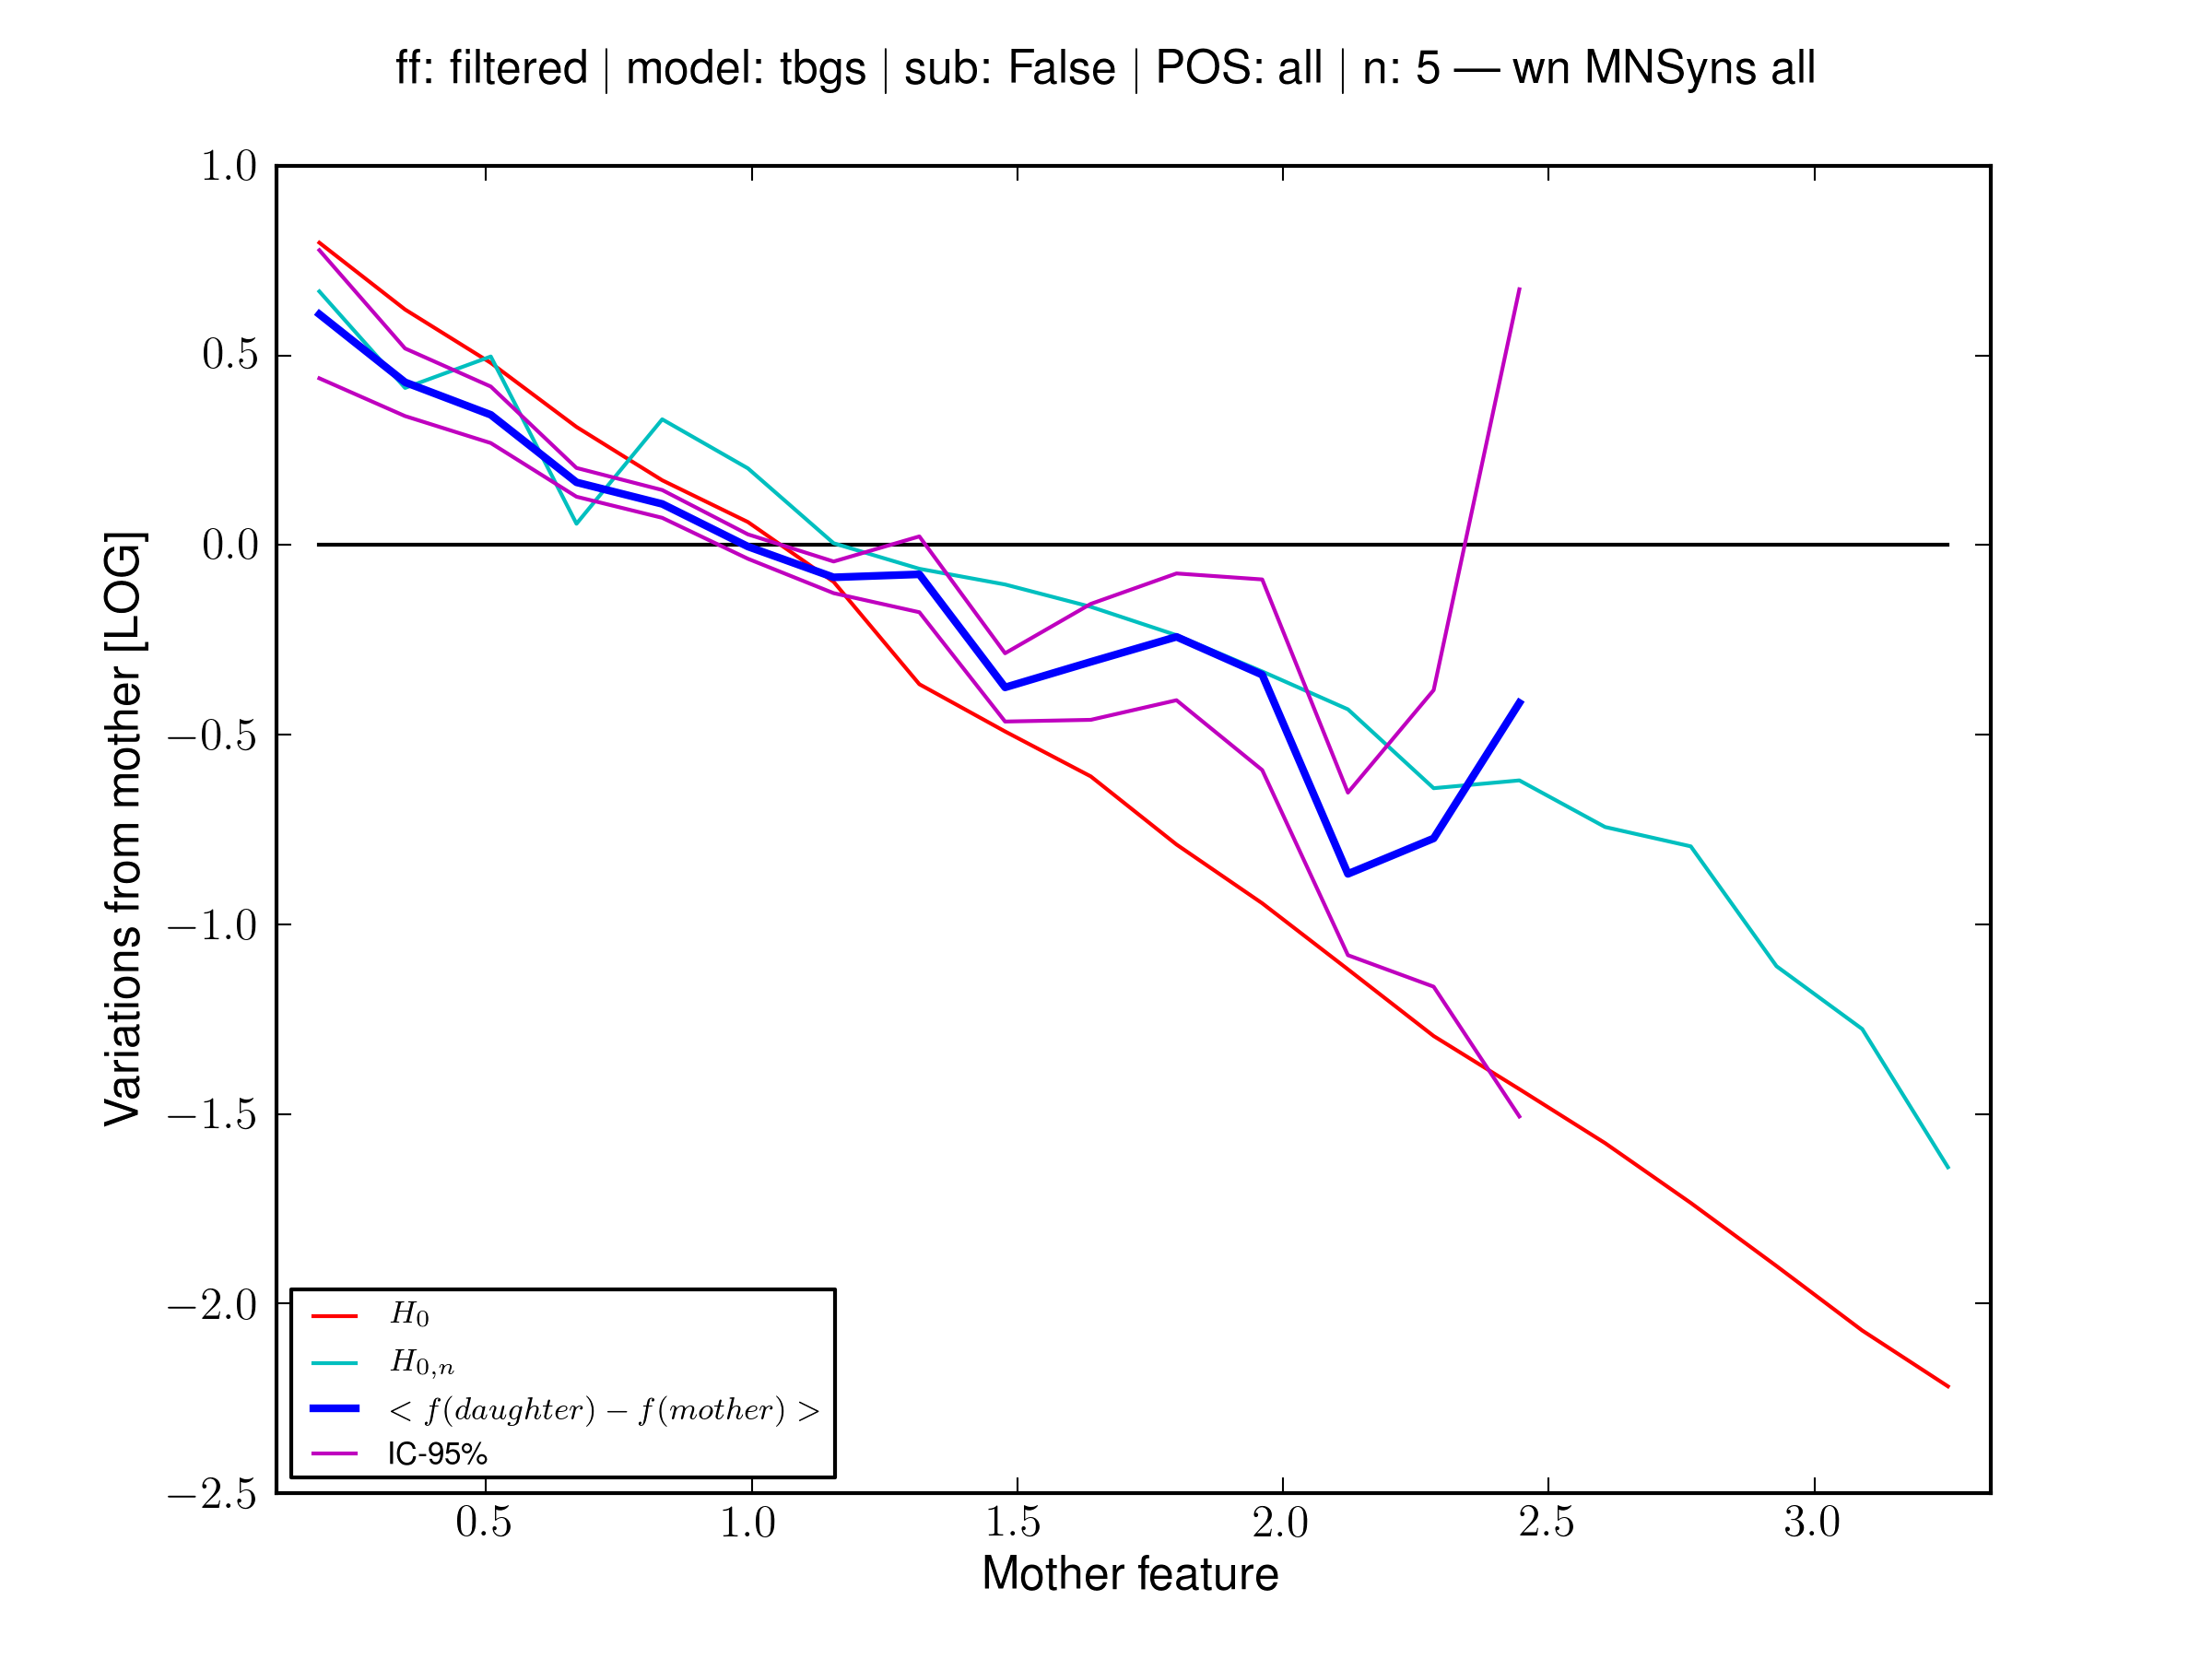 ff: filtered | model: tbgs | sub: False | POS: all | n: 5 — wn MNSyns all
1.0
0.5
0.0
−0.5
−1.0
−1.5
−2.0
−2.5
Variations from mother [LOG]
H₀
H₀,ₙ
< f(daughter) − f(mother) >
IC-95%
0.5 1.0 1.5 2.0 2.5 3.0
Mother feature